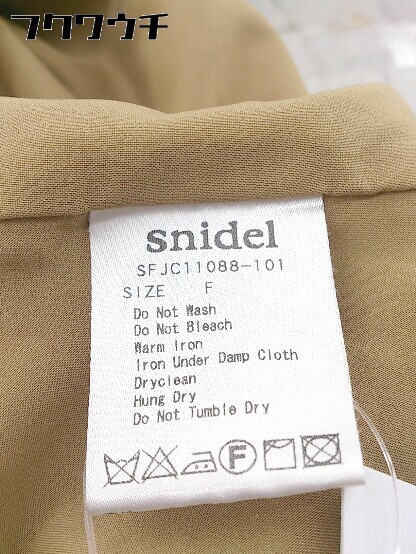 フクワウチ
snidel
SFJC11088-101
SIZE F
Do Not Wash
Do Not Bleach
Warm Iron
Iron Under Damp Cloth
Dryclean
Hung Dry
Do Not Tumble Dry
F